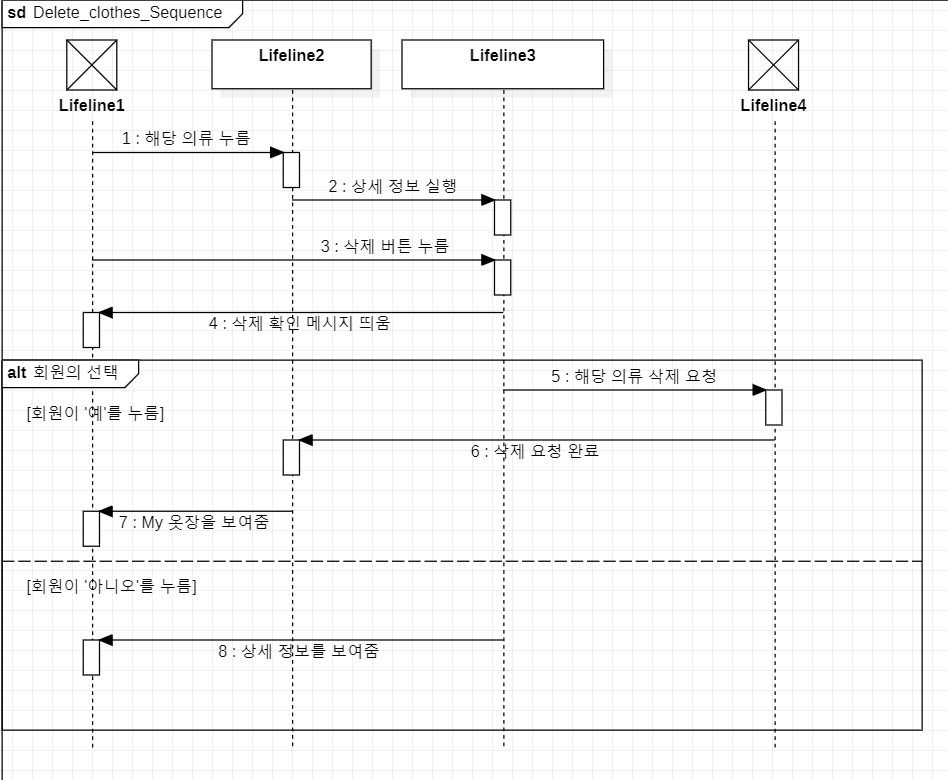 sd Delete_clothes_Sequence
Lifeline1
Lifeline2
Lifeline3
Lifeline4
1 : 해당 의류 누름
2 : 상세 정보 실행
3 : 삭제 버튼 누름
4 : 삭제 확인 메시지 띄움
alt 회원의 선택
5 : 해당 의류 삭제 요청
[회원이 '예'를 누름]
6 : 삭제 요청 완료
7 : My 옷장을 보여줌
[회원이 '아니오'를 누름]
8 : 상세 정보를 보여줌